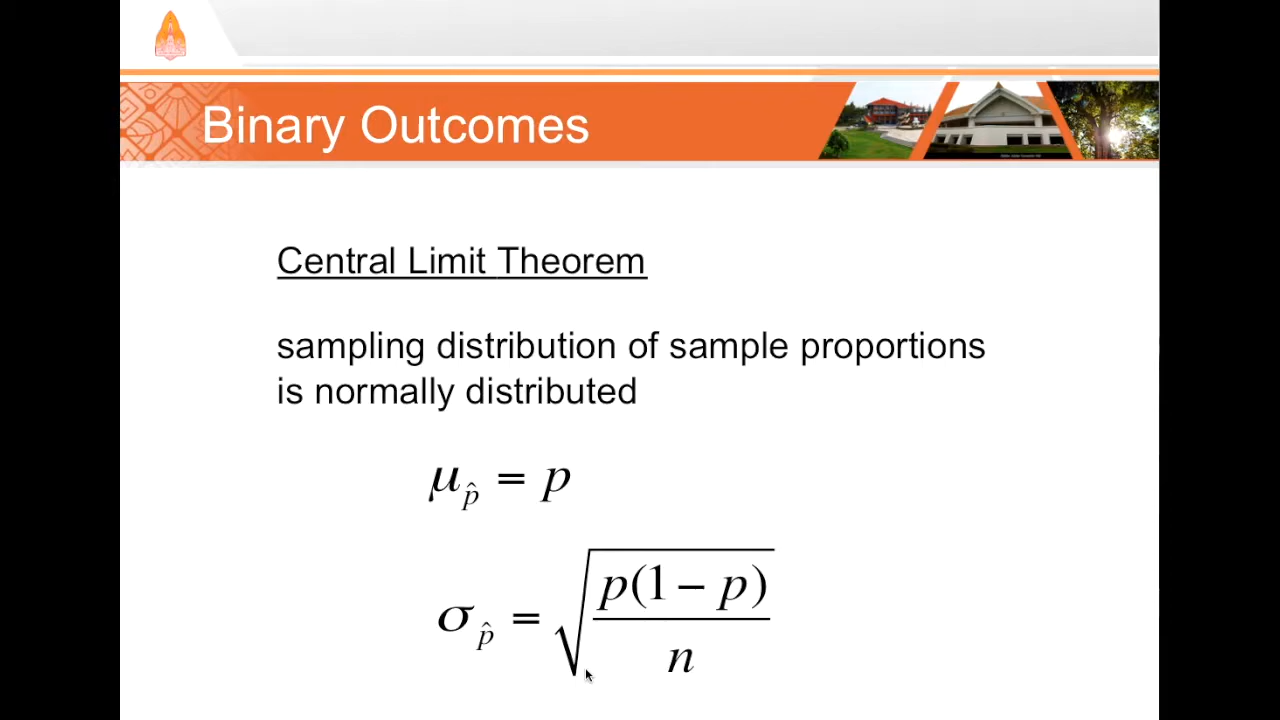 Binary Outcomes
Central Limit Theorem
sampling distribution of sample proportions
is normally distributed
μ_p̂ = p
σ_p̂ = √(p(1 − p)/n)